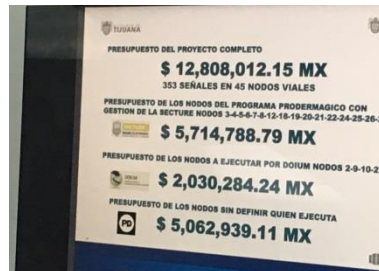 TIJUANA
PRESUPUESTO DEL PROYECTO COMPLETO
$ 12,808,012.15 MX
353 SEÑALES EN 45 NODOS VIALES
PRESUPUESTO DE LOS NODOS DEL PROGRAMA PRODERMAGICO CON
GESTION DE LA SECTURE NODOS 3-4-5-6-7-8-12-18-19-20-21-22-24-25-26-
$ 5,714,788.79 MX
PRESUPUESTO DE LOS NODOS A EJECUTAR POR DOIUM NODOS 2-9-10-2
$ 2,030,284.24 MX
PRESUPUESTO DE LOS NODOS SIN DEFINIR QUIEN EJECUTA
PD
$ 5,062,939.11 MX